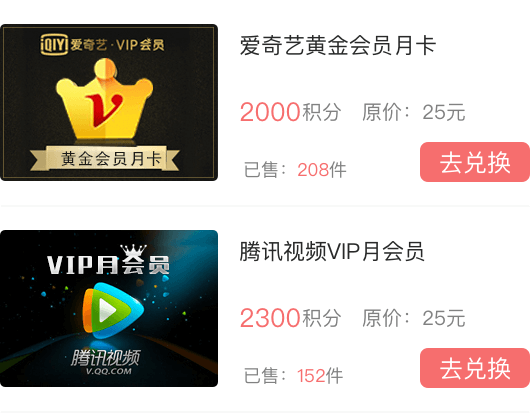 iQIYI 爱奇艺·VIP会员
V
黄金会员月卡
爱奇艺黄金会员月卡
2000积分 原价：25元
已售：208件
去兑换
VIP月会员
腾讯视频
V.QQ.COM
腾讯视频VIP月会员
2300积分 原价：25元
已售：152件
去兑换